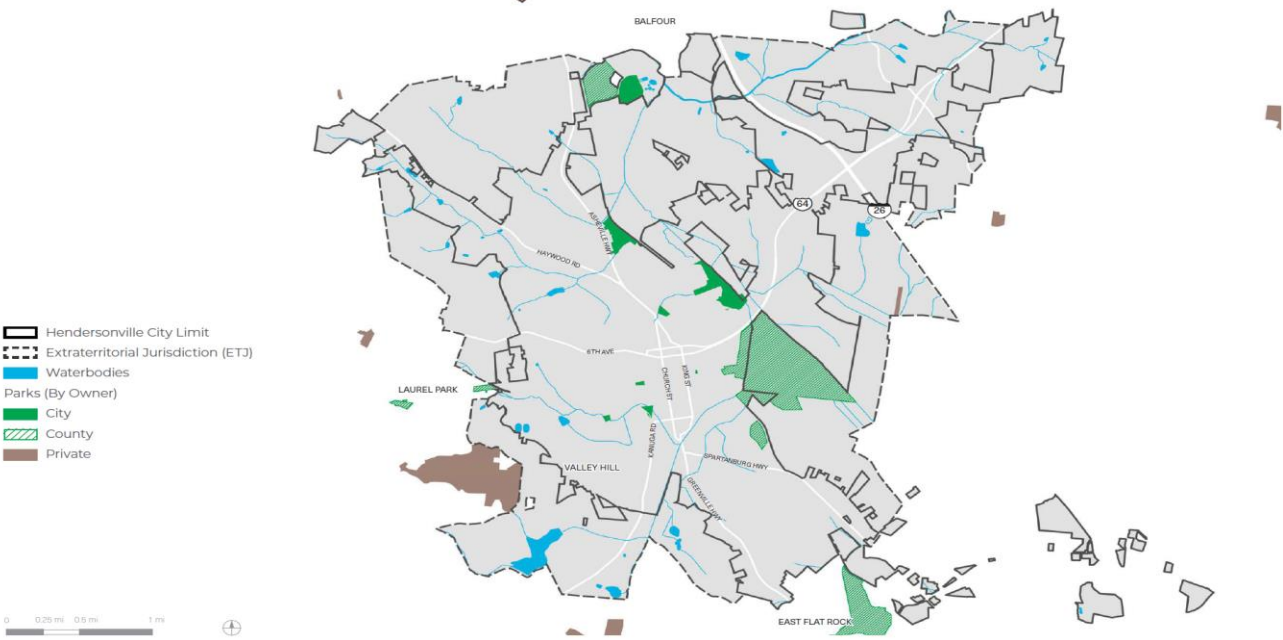 BALFOUR
64
26
ASHEVILLE HWY
HAYWOOD RD
6TH AVE
KING ST
CHURCH ST
LAUREL PARK
KANUGA RD
VALLEY HILL
SPARTANBURG HWY
GREENVILLE HWY
EAST FLAT ROCK
Hendersonville City Limit
Extraterritorial Jurisdiction (ETJ)
Waterbodies
Parks (By Owner)
City
County
Private
0 0.25 mi 0.5 mi 1 mi